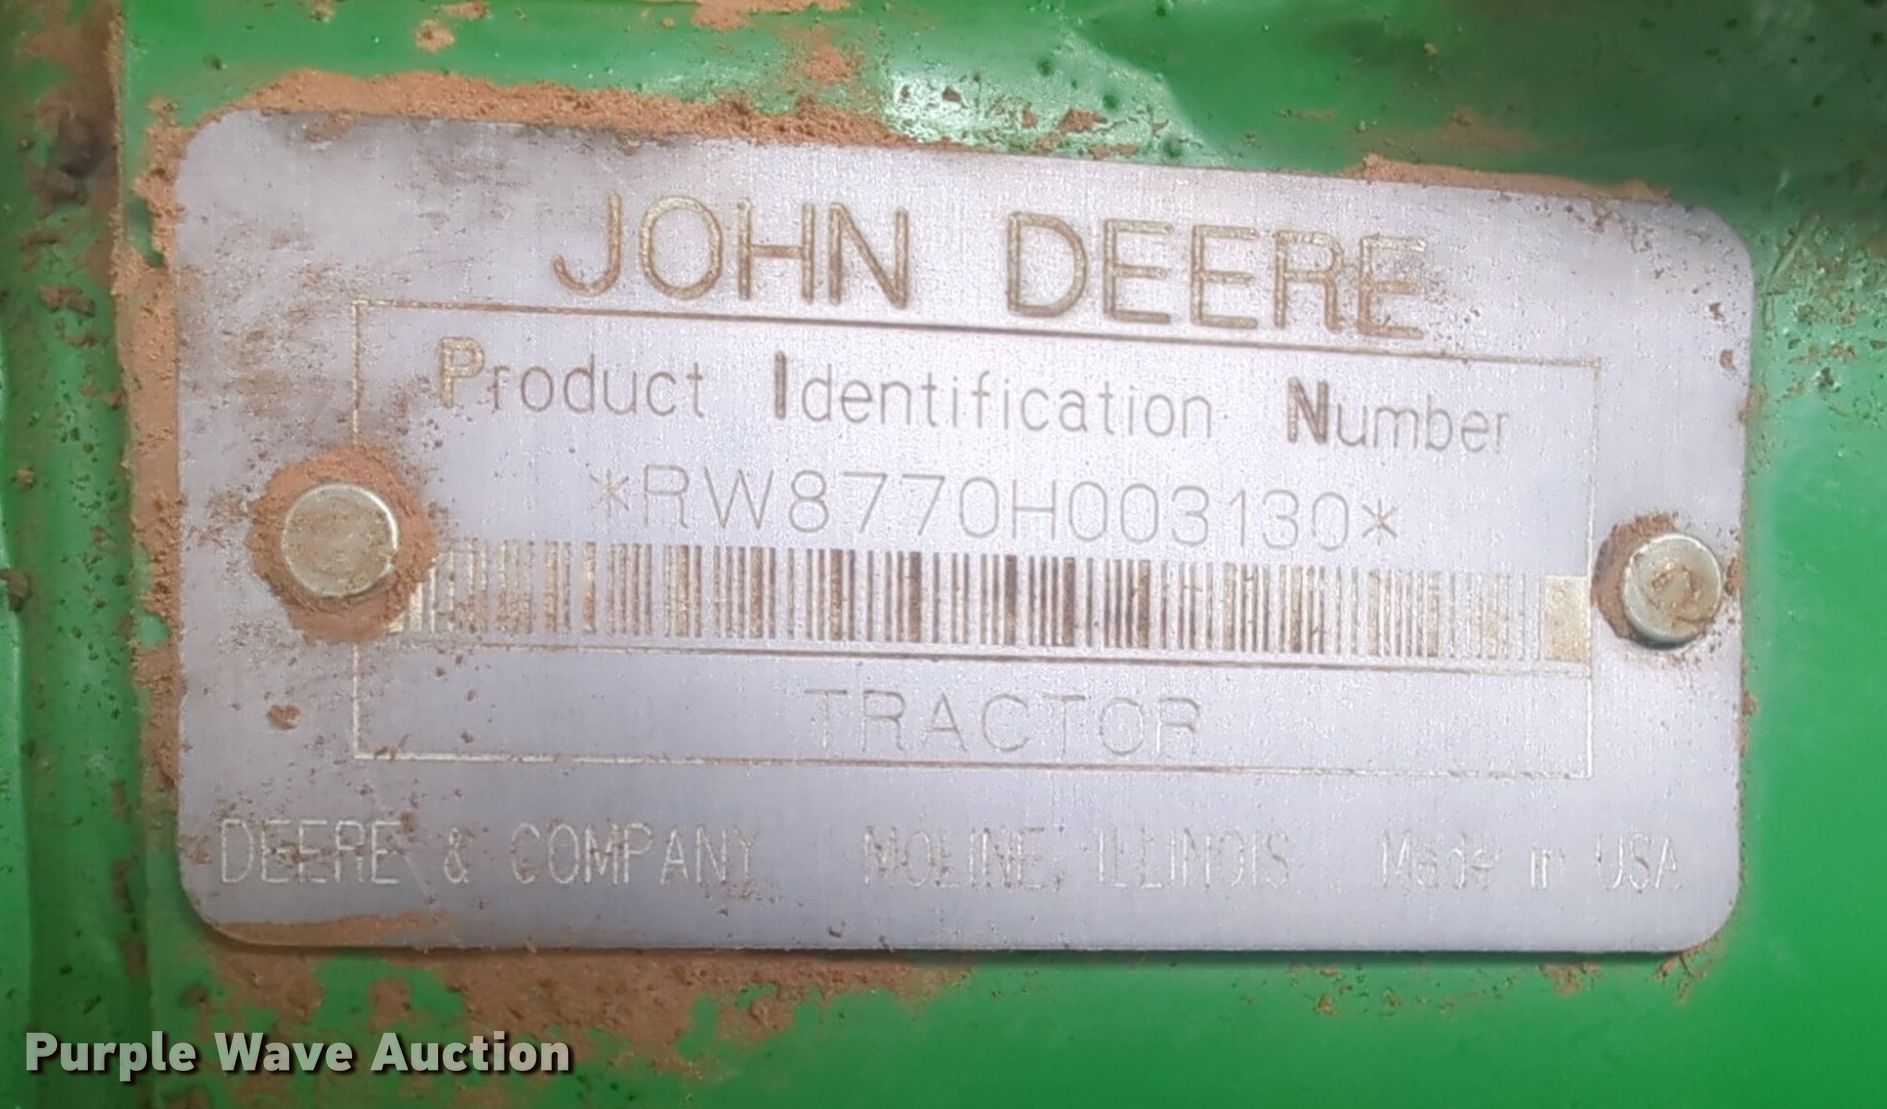 JOHN DEERE
Product Identification Number
*RW8770H003130*
TRACTOR
DEERE & COMPANY MOLINE, ILLINOIS Made in USA
Purple Wave Auction